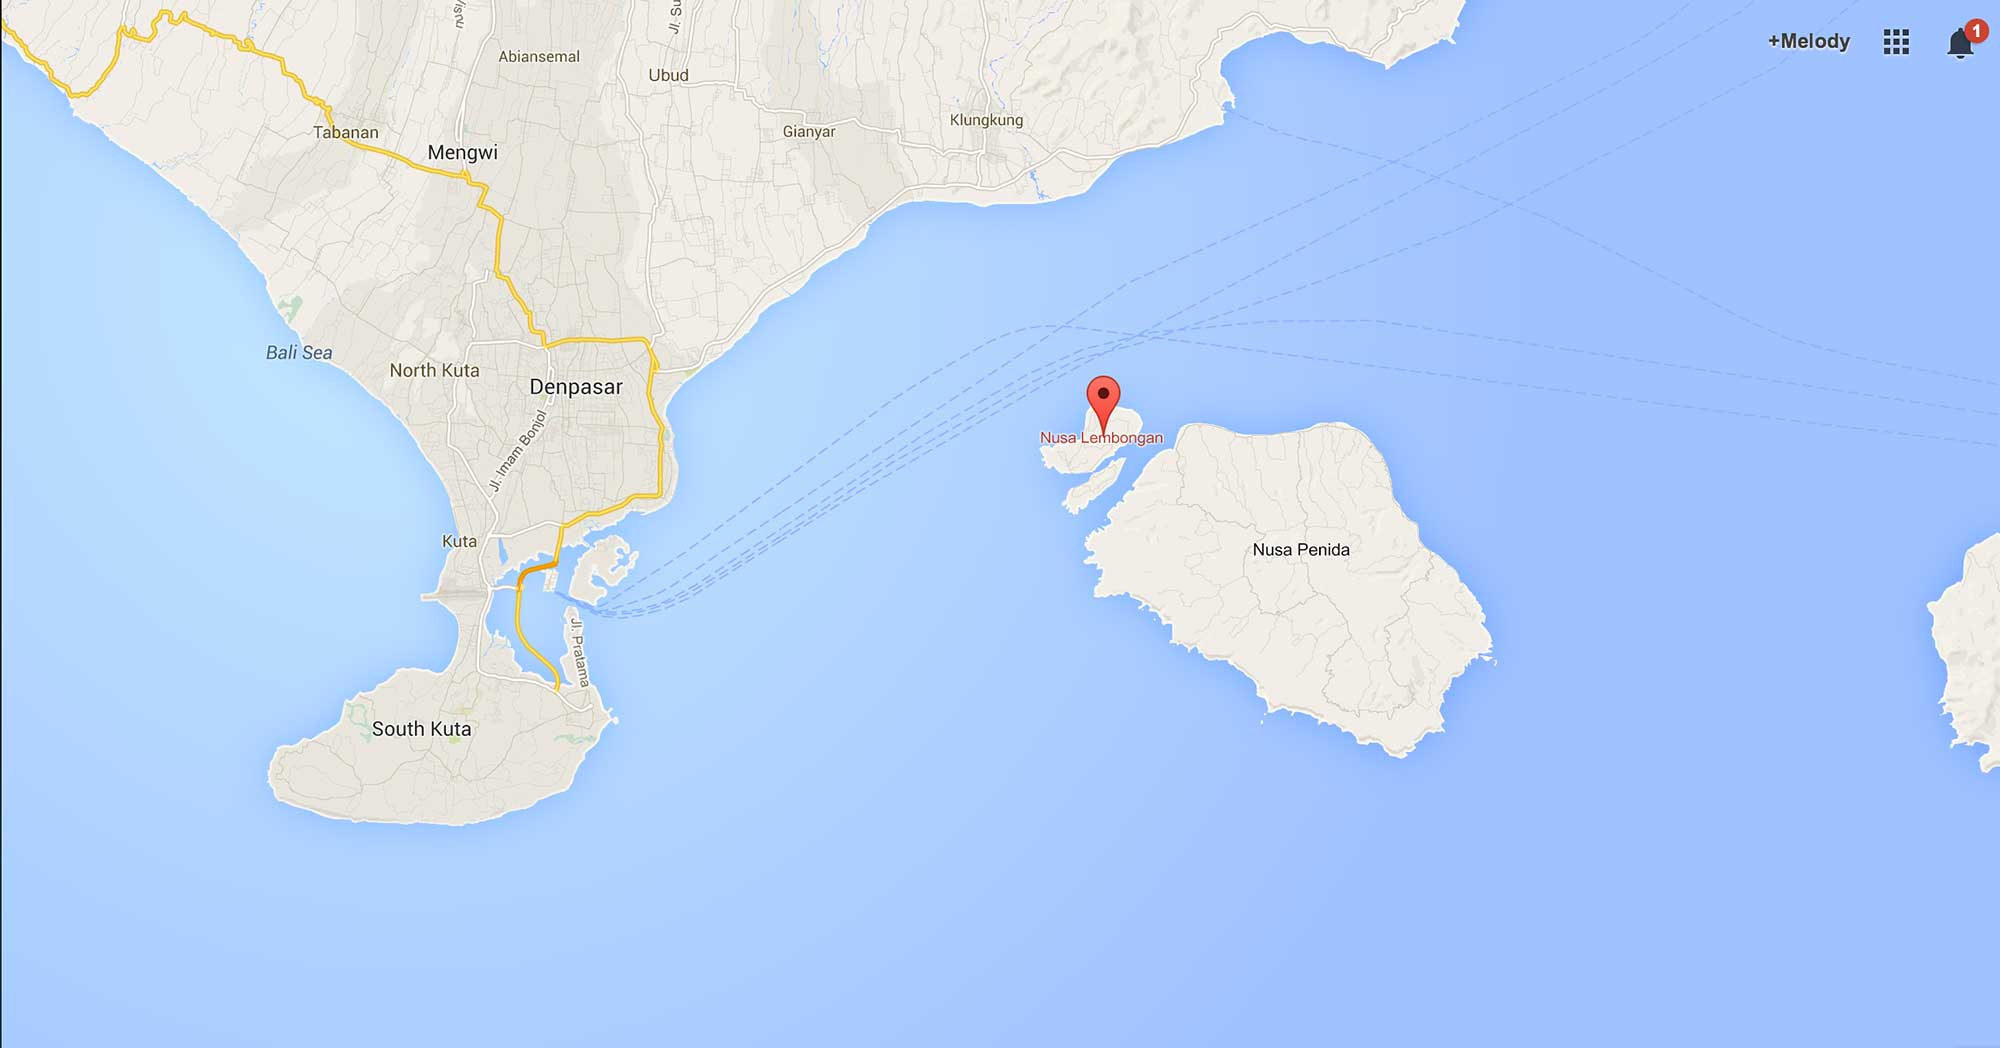 +Melody
1
Jl. Su
Abiansemal
Ubud
Tabanan
Gianyar
Klungkung
Mengwi
Bali Sea
North Kuta
Denpasar
Jl. Imam Bonjol
Nusa Lembongan
Kuta
Nusa Penida
Jl. Pratama
South Kuta